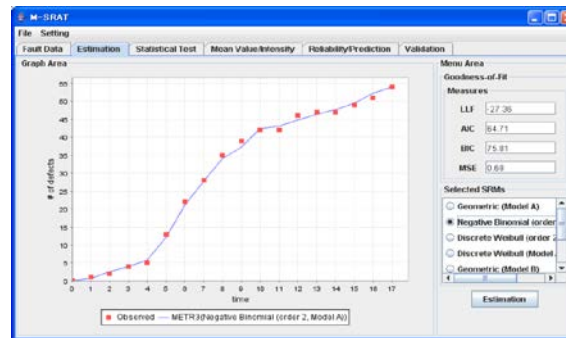 M-SRAT
File Setting
Fault Data Estimation Statistical Test Mean Value/Intensity Reliability/Prediction Validation
Graph Area
Menu Area
Goodness-of-Fit
Measures
LLF -27.36
AIC 64.71
BIC 75.81
MSE 0.68
Selected SRMs
Geometric (Model A)
Negative Binomial (order
Discrete Weibull (order 2
Discrete Weibull (Model
Geometric (Model B)
Estimation
# of defects
55
50
45
40
35
30
25
20
15
10
5
0
0 1 2 3 4 5 6 7 8 9 10 11 12 13 14 15 16 17
time
Observed METR3(Negative Binomial (order 2, Model A))